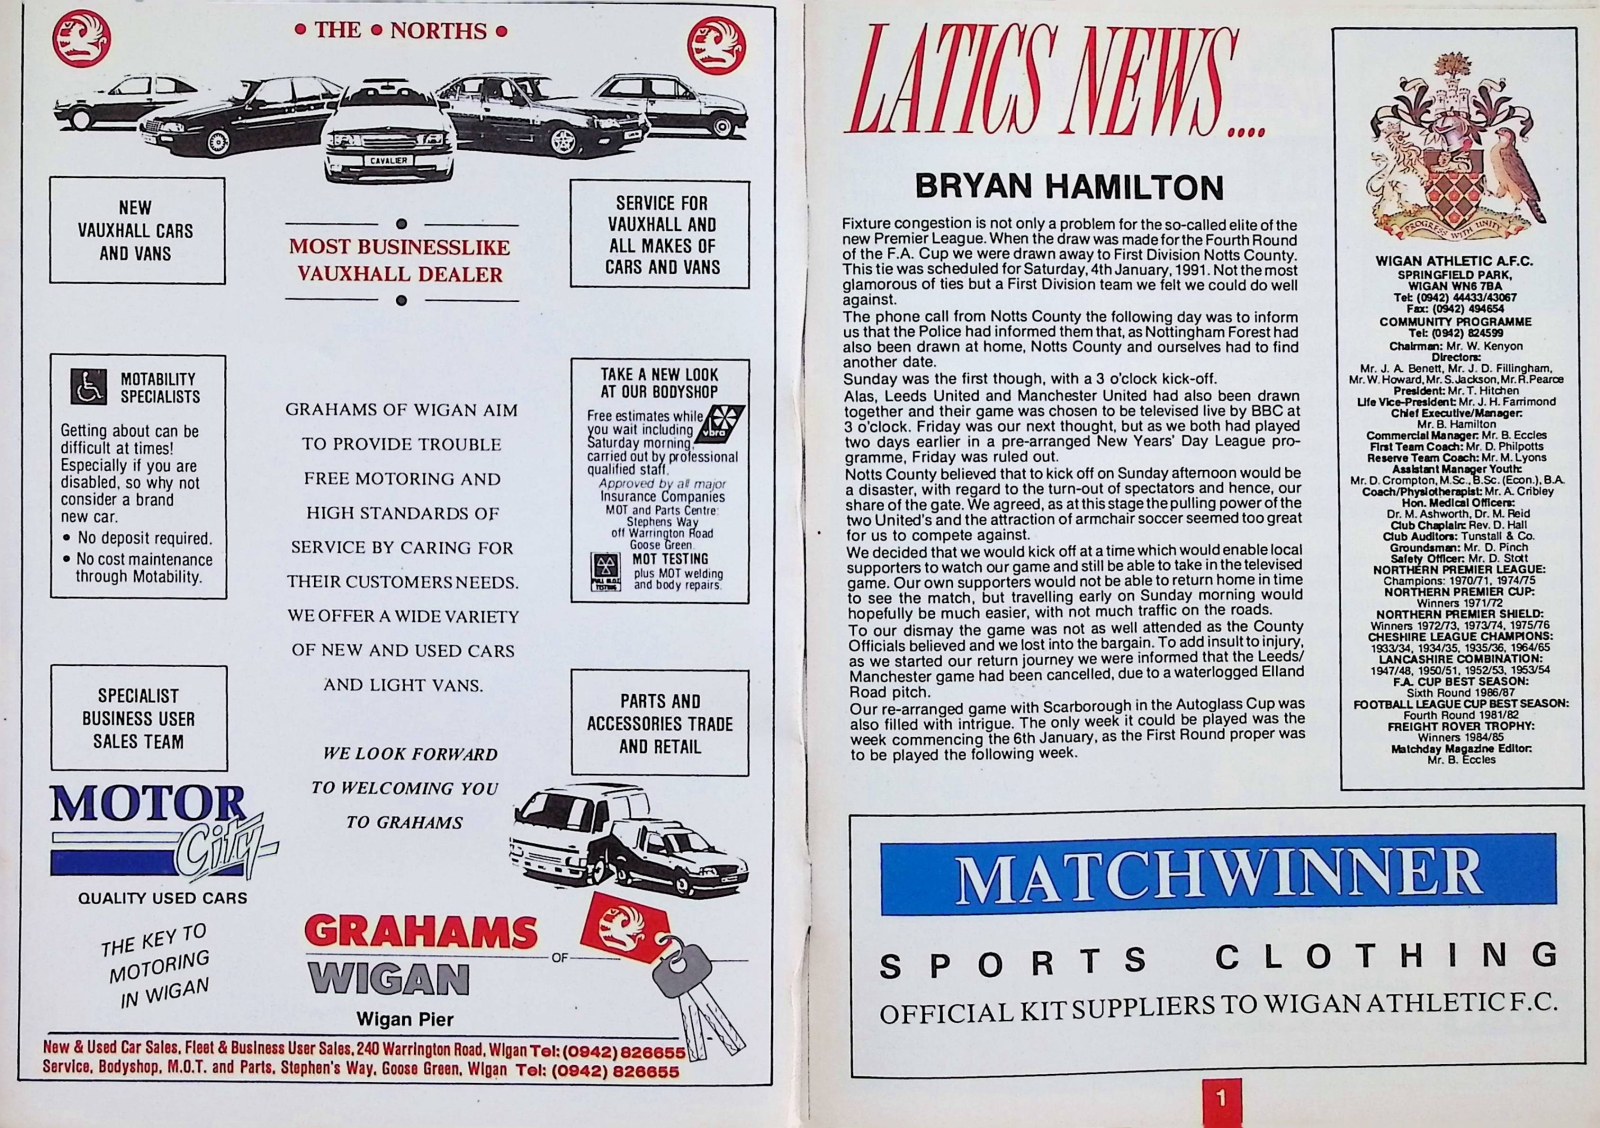 • THE • NORTHS •
CAVALIER
NEW
VAUXHALL CARS
AND VANS
MOST BUSINESSLIKE
VAUXHALL DEALER
SERVICE FOR
VAUXHALL AND
ALL MAKES OF
CARS AND VANS
MOTABILITY
SPECIALISTS
Getting about can be
difficult at times!
Especially if you are
disabled, so why not
consider a brand
new car.
• No deposit required.
• No cost maintenance
through Motability.
GRAHAMS OF WIGAN AIM
TO PROVIDE TROUBLE
FREE MOTORING AND
HIGH STANDARDS OF
SERVICE BY CARING FOR
THEIR CUSTOMERS NEEDS.
WE OFFER A WIDE VARIETY
OF NEW AND USED CARS
AND LIGHT VANS.
WE LOOK FORWARD
TO WELCOMING YOU
TO GRAHAMS
TAKE A NEW LOOK
AT OUR BODYSHOP
Free estimates while
you wait including
Saturday morning,
carried out by professional
qualified staff.
vbra
Approved by all major
Insurance Companies
MOT and Parts Centre:
Stephens Way
off Warrington Road
Goose Green
MOT TESTING
plus MOT welding
and body repairs.
SPECIALIST
BUSINESS USER
SALES TEAM
PARTS AND
ACCESSORIES TRADE
AND RETAIL
MOTOR
City
QUALITY USED CARS
THE KEY TO
MOTORING
IN WIGAN
GRAHAMS
OF
WIGAN
Wigan Pier
New & Used Car Sales, Fleet & Business User Sales, 240 Warrington Road, Wigan Tel: (0942) 826655
Service, Bodyshop, M.O.T. and Parts, Stephen's Way, Goose Green, Wigan Tel: (0942) 826655
LATICS NEWS....
BRYAN HAMILTON
Fixture congestion is not only a problem for the so-called elite of the
new Premier League. When the draw was made for the Fourth Round
of the F.A. Cup we were drawn away to First Division Notts County.
This tie was scheduled for Saturday, 4th January, 1991. Not the most
glamorous of ties but a First Division team we felt we could do well
against.
The phone call from Notts County the following day was to inform
us that the Police had informed them that, as Nottingham Forest had
also been drawn at home, Notts County and ourselves had to find
another date.
Sunday was the first though, with a 3 o'clock kick-off.
Alas, Leeds United and Manchester United had also been drawn
together and their game was chosen to be televised live by BBC at
3 o'clock. Friday was our next thought, but as we both had played
two days earlier in a pre-arranged New Years' Day League pro-
gramme, Friday was ruled out.
Notts County believed that to kick off on Sunday afternoon would be
a disaster, with regard to the turn-out of spectators and hence, our
share of the gate. We agreed, as at this stage the pulling power of the
two United's and the attraction of armchair soccer seemed too great
for us to compete against.
We decided that we would kick off at a time which would enable local
supporters to watch our game and still be able to take in the televised
game. Our own supporters would not be able to return home in time
to see the match, but travelling early on Sunday morning would
hopefully be much easier, with not much traffic on the roads.
To our dismay the game was not as well attended as the County
Officials believed and we lost into the bargain. To add insult to injury,
as we started our return journey we were informed that the Leeds/
Manchester game had been cancelled, due to a waterlogged Elland
Road pitch.
Our re-arranged game with Scarborough in the Autoglass Cup was
also filled with intrigue. The only week it could be played was the
week commencing the 6th January, as the First Round proper was
to be played the following week.
PROGRESS WITH UNITY
WIGAN ATHLETIC A.F.C.
SPRINGFIELD PARK,
WIGAN WN6 7BA
Tel: (0942) 44433/43067
Fax: (0942) 494654
COMMUNITY PROGRAMME
Tel: (0942) 824599
Chairman: Mr. W. Kenyon
Directors:
Mr. J. A. Benett, Mr. J. D. Fillingham,
Mr. W. Howard, Mr. S. Jackson, Mr. R. Pearce
President: Mr. T. Hitchen
Life Vice-President: Mr. J. H. Farrimond
Chief Executive/Manager:
Mr. B. Hamilton
Commercial Manager: Mr. B. Eccles
First Team Coach: Mr. D. Philpotts
Reserve Team Coach: Mr. M. Lyons
Assistant Manager Youth:
Mr. D. Crompton, M.Sc., B.Sc. (Econ.), B.A.
Coach/Physiotherapist: Mr. A. Cribley
Hon. Medical Officers:
Dr. M. Ashworth, Dr. M. Reid
Club Chaplain: Rev. D. Hall
Club Auditors: Tunstall & Co.
Groundsman: Mr. D. Pinch
Safety Officer: Mr. D. Stott
NORTHERN PREMIER LEAGUE:
Champions: 1970/71, 1974/75
NORTHERN PREMIER CUP:
Winners 1971/72
NORTHERN PREMIER SHIELD:
Winners 1972/73, 1973/74, 1975/76
CHESHIRE LEAGUE CHAMPIONS:
1933/34, 1934/35, 1935/36, 1964/65
LANCASHIRE COMBINATION:
1947/48, 1950/51, 1952/53, 1953/54
F.A. CUP BEST SEASON:
Sixth Round 1986/87
FOOTBALL LEAGUE CUP BEST SEASON:
Fourth Round 1981/82
FREIGHT ROVER TROPHY:
Winners 1984/85
Matchday Magazine Editor:
Mr. B. Eccles
MATCHWINNER
SPORTS CLOTHING
OFFICIAL KIT SUPPLIERS TO WIGAN ATHLETIC F.C.
1